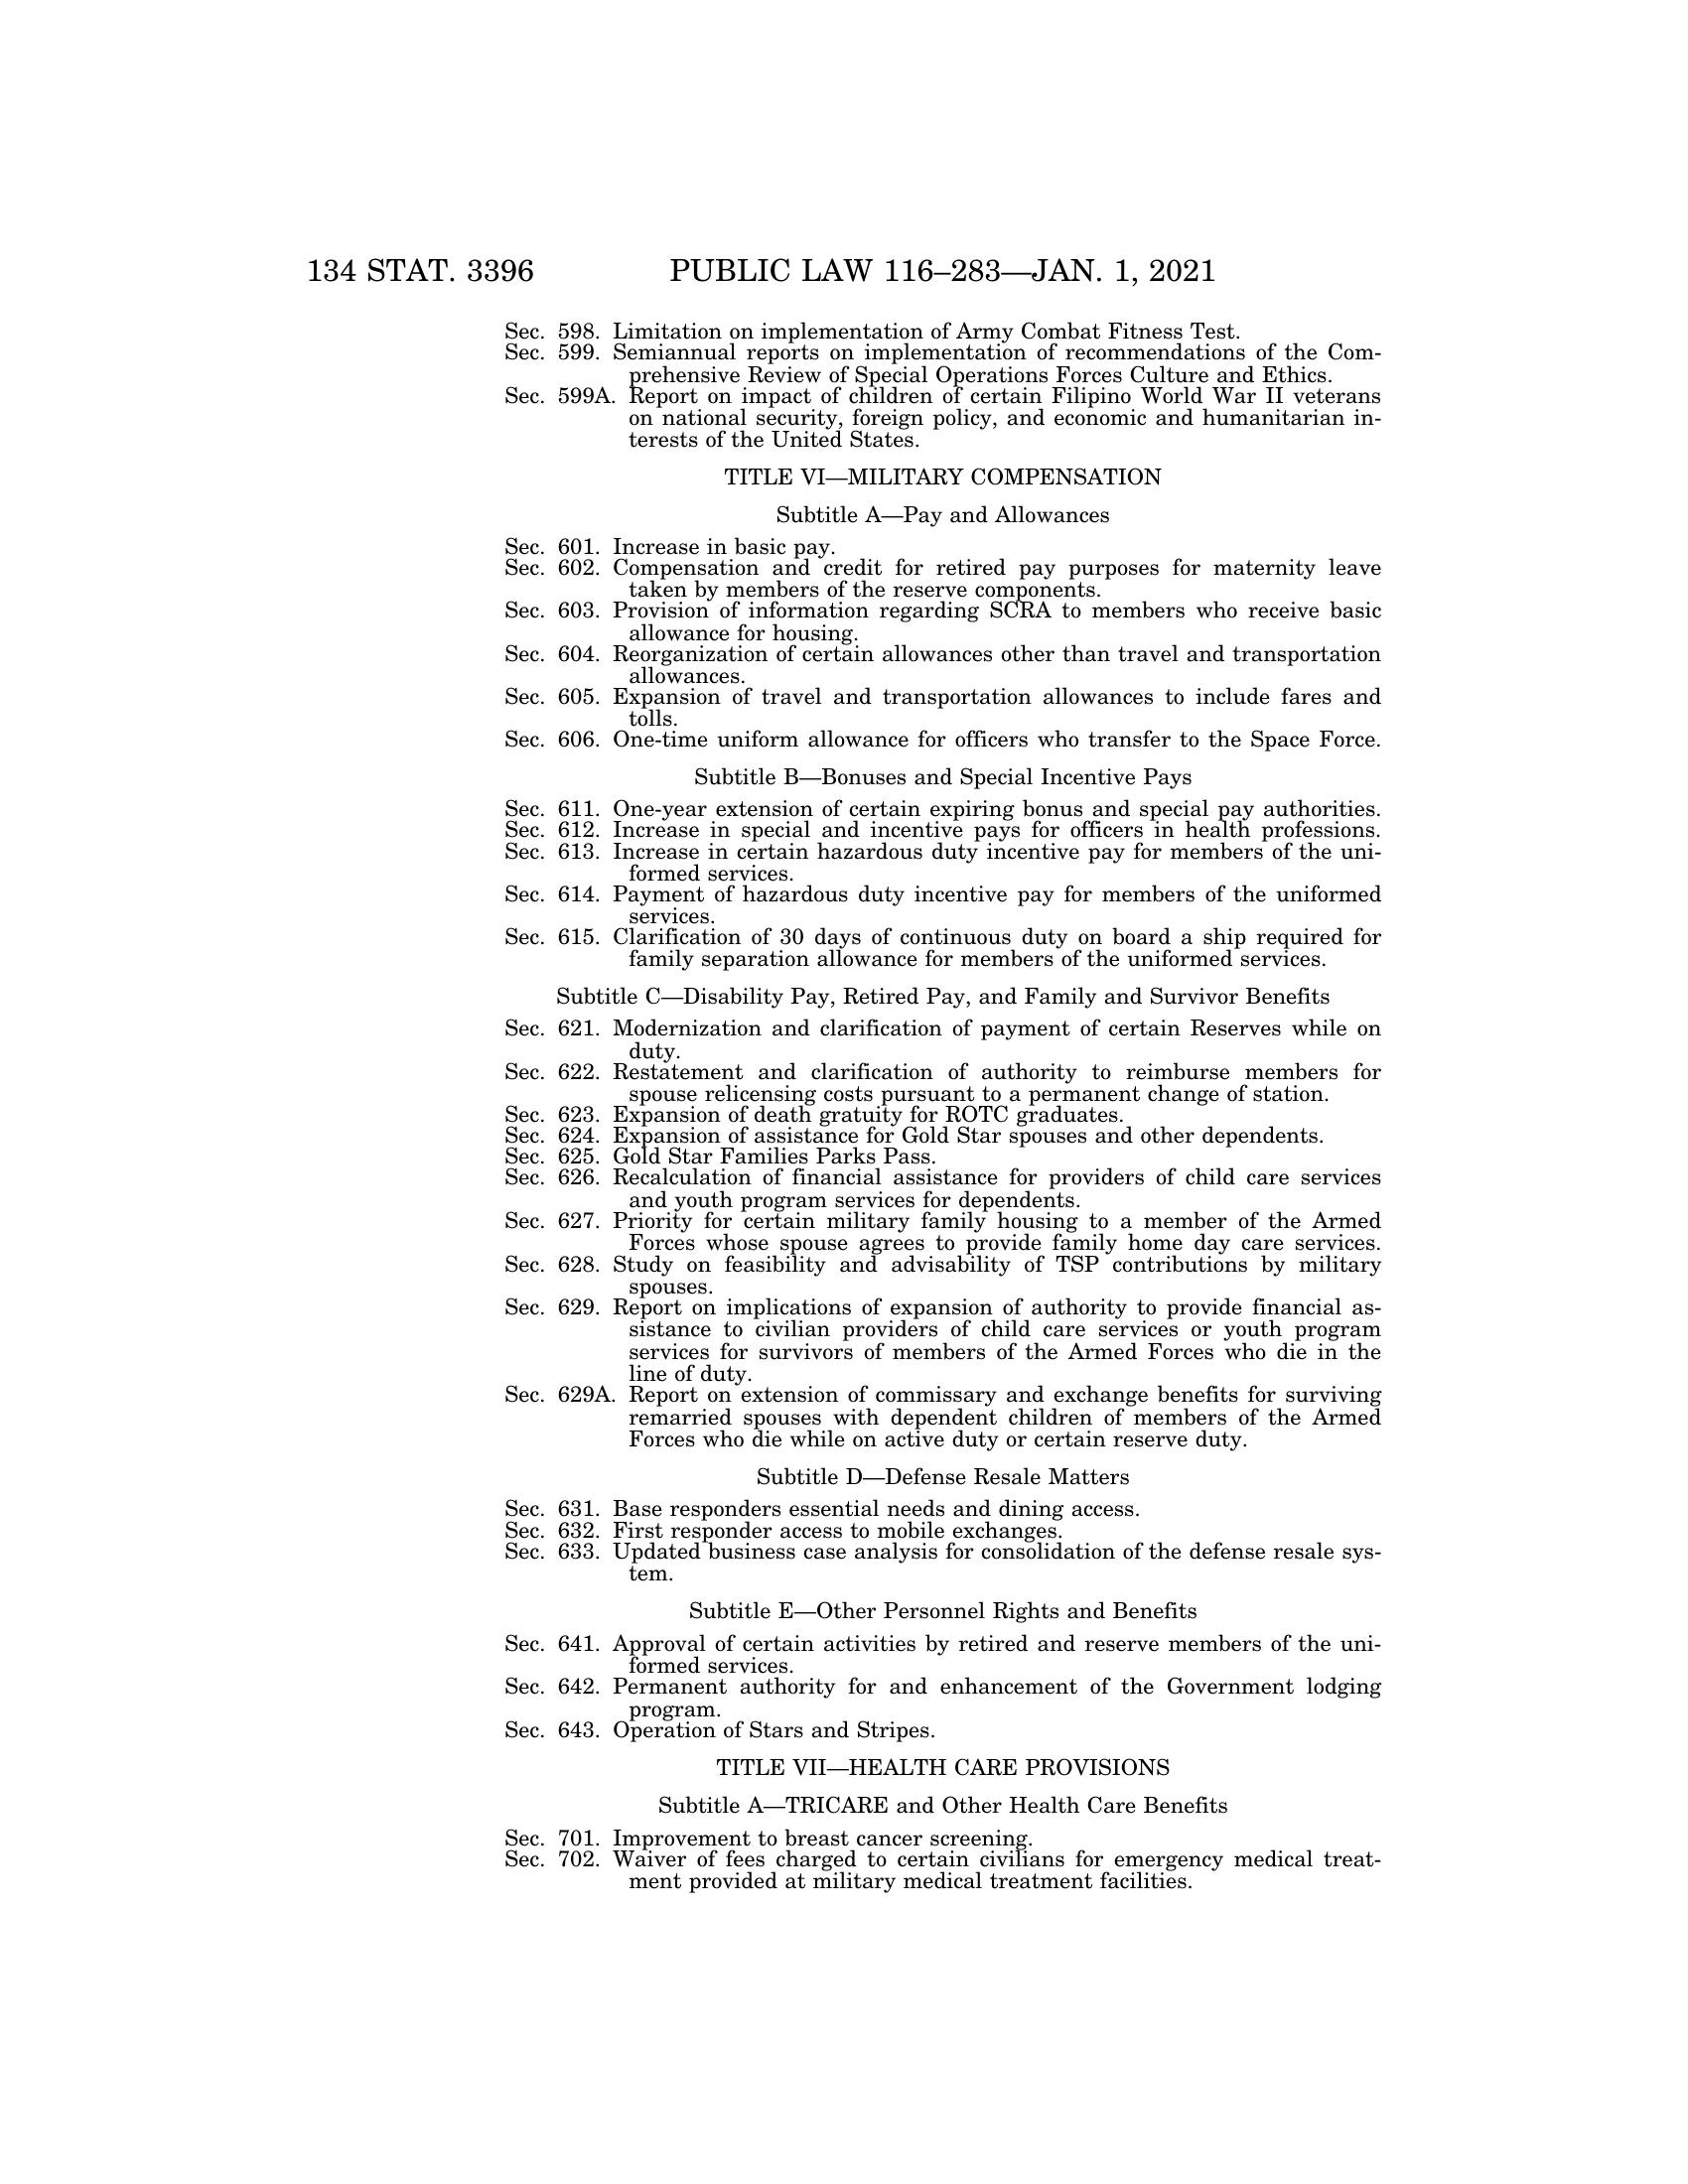 134 STAT. 3396
PUBLIC LAW 116–283—JAN. 1, 2021
Sec. 598. Limitation on implementation of Army Combat Fitness Test.
Sec. 599. Semiannual reports on implementation of recommendations of the Com-
prehensive Review of Special Operations Forces Culture and Ethics.
Sec. 599A. Report on impact of children of certain Filipino World War II veterans
on national security, foreign policy, and economic and humanitarian in-
terests of the United States.
TITLE VI—MILITARY COMPENSATION
Subtitle A—Pay and Allowances
Sec. 601. Increase in basic pay.
Sec. 602. Compensation and credit for retired pay purposes for maternity leave
taken by members of the reserve components.
Sec. 603. Provision of information regarding SCRA to members who receive basic
allowance for housing.
Sec. 604. Reorganization of certain allowances other than travel and transportation
allowances.
Sec. 605. Expansion of travel and transportation allowances to include fares and
tolls.
Sec. 606. One-time uniform allowance for officers who transfer to the Space Force.
Subtitle B—Bonuses and Special Incentive Pays
Sec. 611. One-year extension of certain expiring bonus and special pay authorities.
Sec. 612. Increase in special and incentive pays for officers in health professions.
Sec. 613. Increase in certain hazardous duty incentive pay for members of the uni-
formed services.
Sec. 614. Payment of hazardous duty incentive pay for members of the uniformed
services.
Sec. 615. Clarification of 30 days of continuous duty on board a ship required for
family separation allowance for members of the uniformed services.
Subtitle C—Disability Pay, Retired Pay, and Family and Survivor Benefits
Sec. 621. Modernization and clarification of payment of certain Reserves while on
duty.
Sec. 622. Restatement and clarification of authority to reimburse members for
spouse relicensing costs pursuant to a permanent change of station.
Sec. 623. Expansion of death gratuity for ROTC graduates.
Sec. 624. Expansion of assistance for Gold Star spouses and other dependents.
Sec. 625. Gold Star Families Parks Pass.
Sec. 626. Recalculation of financial assistance for providers of child care services
and youth program services for dependents.
Sec. 627. Priority for certain military family housing to a member of the Armed
Forces whose spouse agrees to provide family home day care services.
Sec. 628. Study on feasibility and advisability of TSP contributions by military
spouses.
Sec. 629. Report on implications of expansion of authority to provide financial as-
sistance to civilian providers of child care services or youth program
services for survivors of members of the Armed Forces who die in the
line of duty.
Sec. 629A. Report on extension of commissary and exchange benefits for surviving
remarried spouses with dependent children of members of the Armed
Forces who die while on active duty or certain reserve duty.
Subtitle D—Defense Resale Matters
Sec. 631. Base responders essential needs and dining access.
Sec. 632. First responder access to mobile exchanges.
Sec. 633. Updated business case analysis for consolidation of the defense resale sys-
tem.
Subtitle E—Other Personnel Rights and Benefits
Sec. 641. Approval of certain activities by retired and reserve members of the uni-
formed services.
Sec. 642. Permanent authority for and enhancement of the Government lodging
program.
Sec. 643. Operation of Stars and Stripes.
TITLE VII—HEALTH CARE PROVISIONS
Subtitle A—TRICARE and Other Health Care Benefits
Sec. 701. Improvement to breast cancer screening.
Sec. 702. Waiver of fees charged to certain civilians for emergency medical treat-
ment provided at military medical treatment facilities.